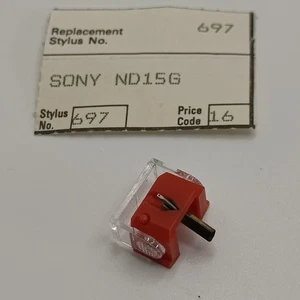 Replacement 697
Stylus No.
SONY ND15G
Stylus Price
No. 697 Code 16